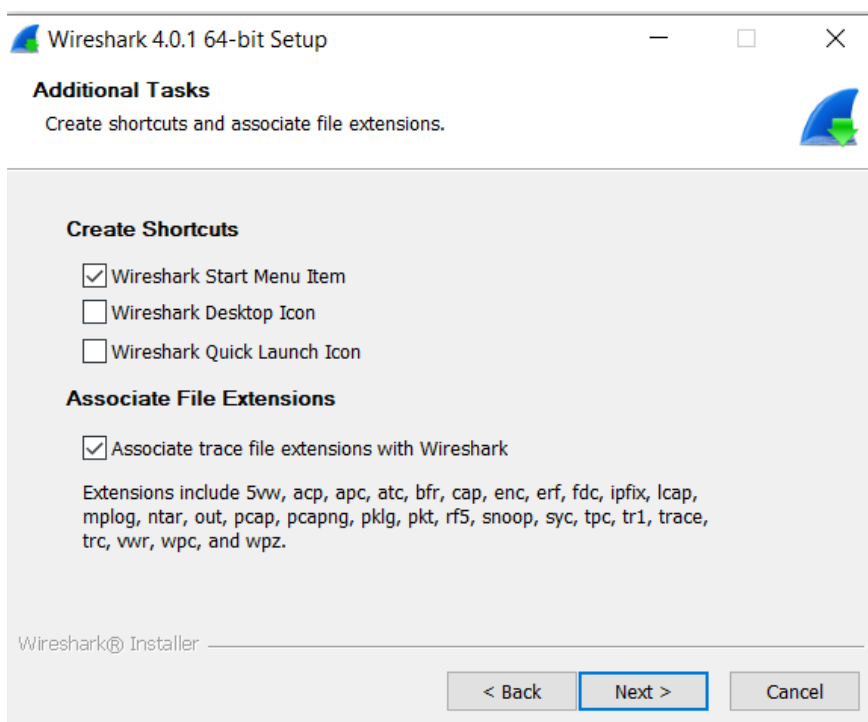 Wireshark 4.0.1 64-bit Setup
Additional Tasks
Create shortcuts and associate file extensions.
Create Shortcuts
Wireshark Start Menu Item
Wireshark Desktop Icon
Wireshark Quick Launch Icon
Associate File Extensions
Associate trace file extensions with Wireshark
Extensions include 5vw, acp, apc, atc, bfr, cap, enc, erf, fdc, ipfix, lcap,
mplog, ntar, out, pcap, pcapng, pklg, pkt, rf5, snoop, syc, tpc, tr1, trace,
trc, vwr, wpc, and wpz.
Wireshark® Installer
< Back Next > Cancel